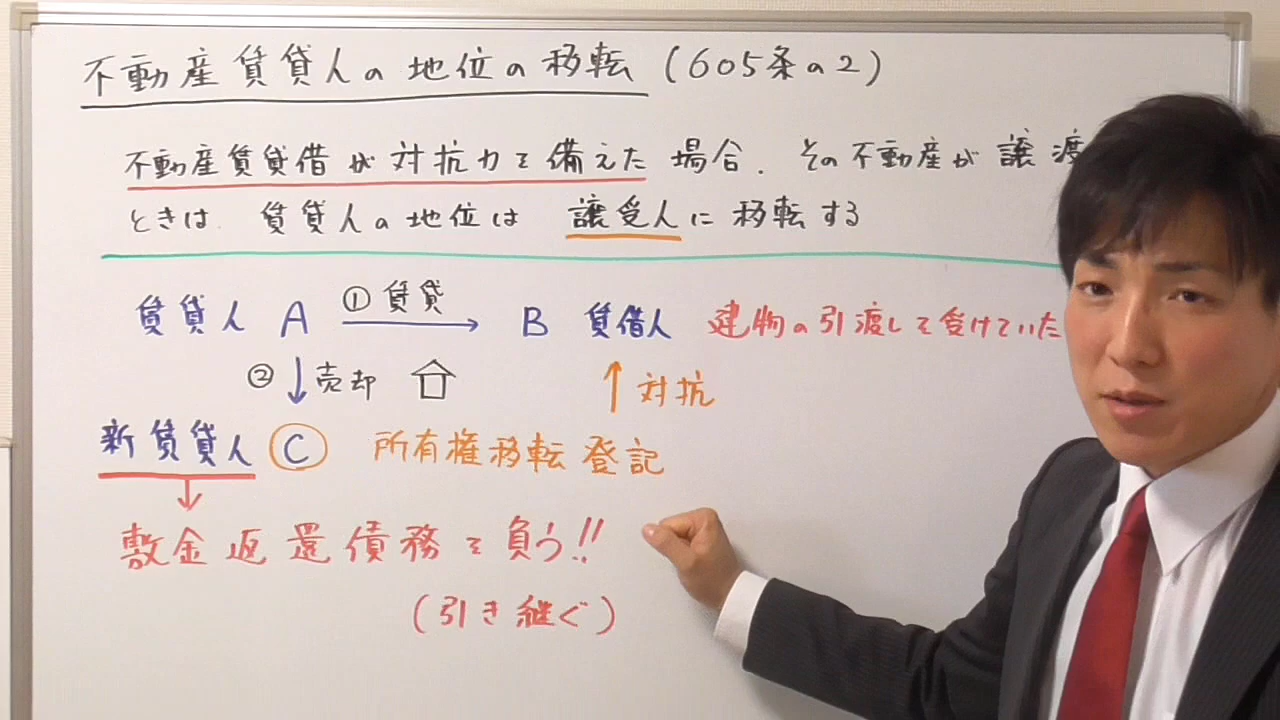 不動産賃貸人の地位の移転 (605条の2)
不動産賃貸借が対抗力を備えた場合、その不動産が譲渡
ときは 賃貸人の地位は 譲受人に移転する
賃貸人 A ①賃貸 B 賃借人 建物の引渡しを受けていた
②売却 対抗
新賃貸人 C 所有権移転登記
敷金返還債務を負う!!
(引き継ぐ)